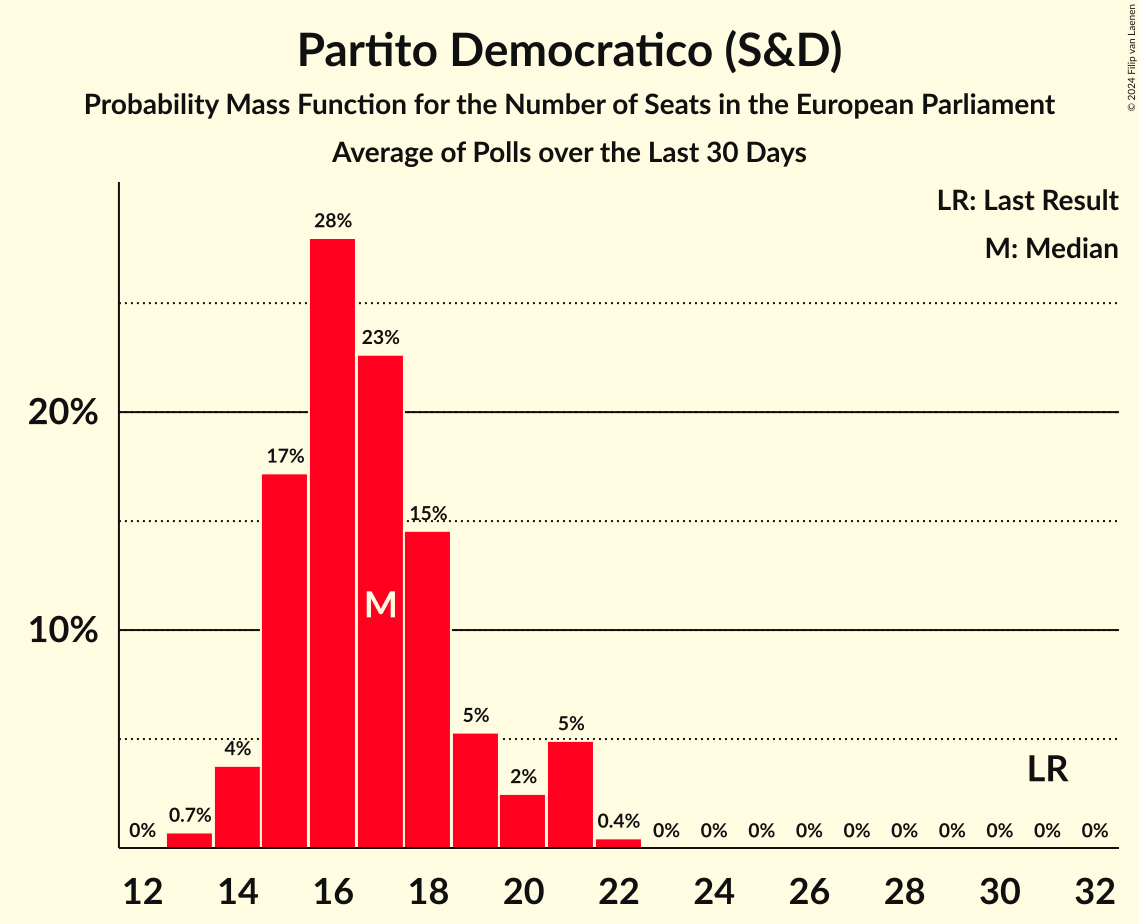 Partito Democratico (S&D)
Probability Mass Function for the Number of Seats in the European Parliament
Average of Polls over the Last 30 Days
© 2024 Filip van Laenen
LR: Last Result
M: Median
28%
23%
20%
17%
15%
M
10%
5%
5%
4%
LR
2%
0.7%
0.4%
0%
0%
0%
0%
0%
0%
0%
0%
0%
0%
0%
12 14 16 18 20 22 24 26 28 30 32